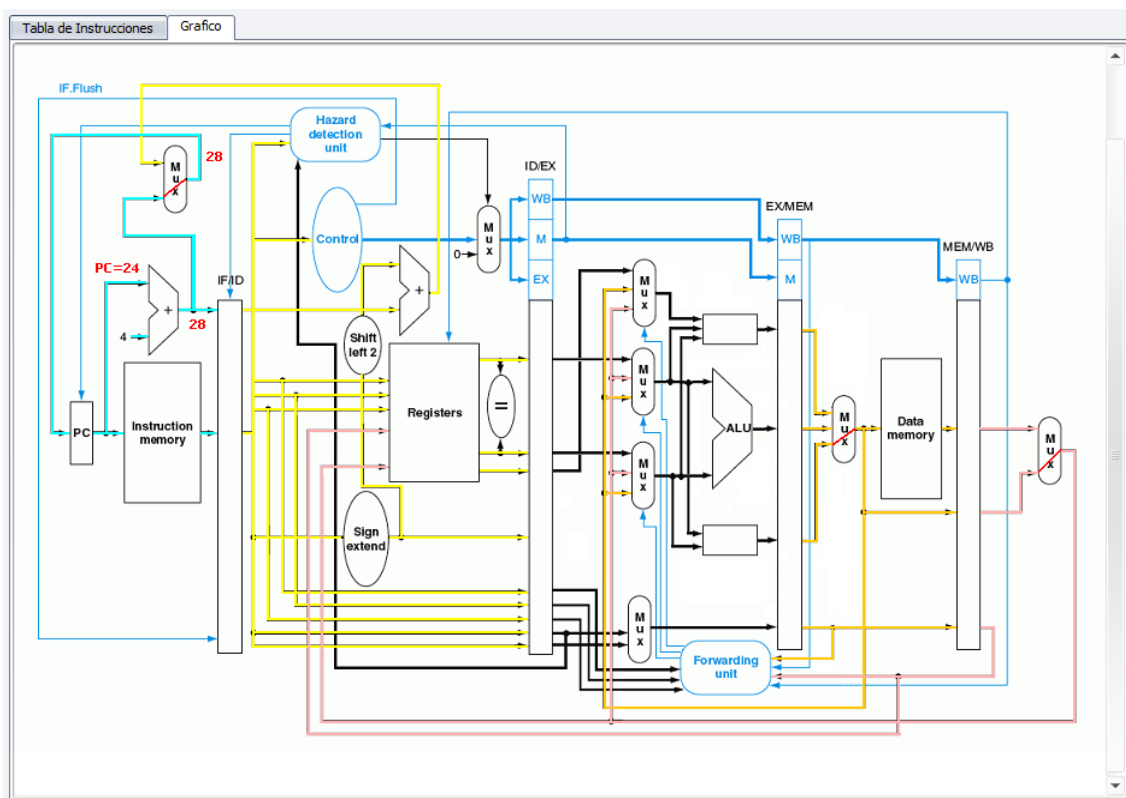 Tabla de Instrucciones
Grafico
IF.Flush
Hazard
detection
unit
28
M
u
x
ID/EX
WB
M
EX
Control
M
u
x
0
EX/MEM
WB
M
MEM/WB
WB
PC=24
IF/ID
+
28
4
+
Shift
left 2
M
u
x
M
u
x
M
u
x
PC
Instruction
memory
Registers
=
ALU
M
u
x
Data
memory
M
u
x
Sign
extend
M
u
x
Forwarding
unit